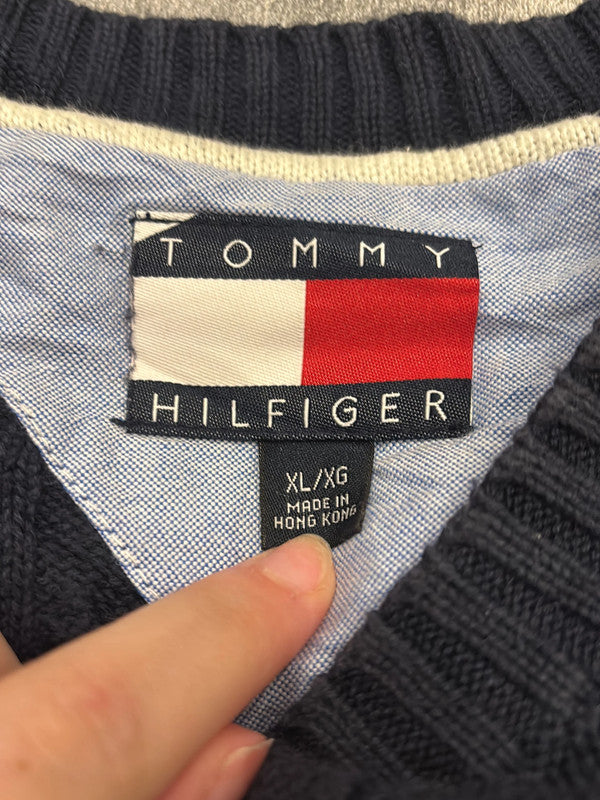 TOMMY
HILFIGER
XL/XG
MADE IN
HONG KONG